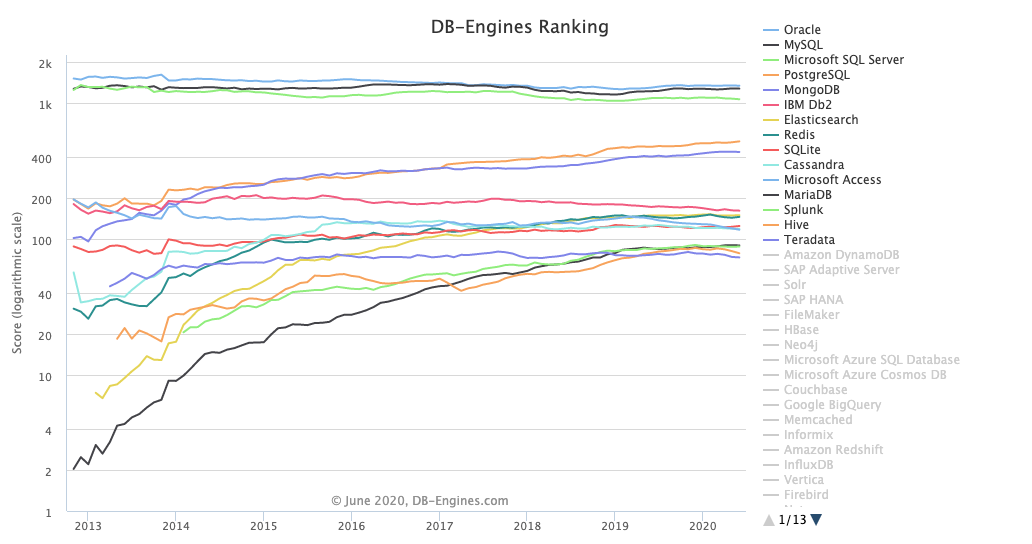 DB-Engines Ranking
Score (logarithmic scale)
2k
1k
400
200
100
40
20
10
4
2
1
2013
2014
2015
2016
2017
2018
2019
2020
© June 2020, DB-Engines.com
Oracle
MySQL
Microsoft SQL Server
PostgreSQL
MongoDB
IBM Db2
Elasticsearch
Redis
SQLite
Cassandra
Microsoft Access
MariaDB
Splunk
Hive
Teradata
Amazon DynamoDB
SAP Adaptive Server
Solr
SAP HANA
FileMaker
HBase
Neo4j
Microsoft Azure SQL Database
Microsoft Azure Cosmos DB
Couchbase
Google BigQuery
Memcached
Informix
Amazon Redshift
InfluxDB
Vertica
Firebird
1/13